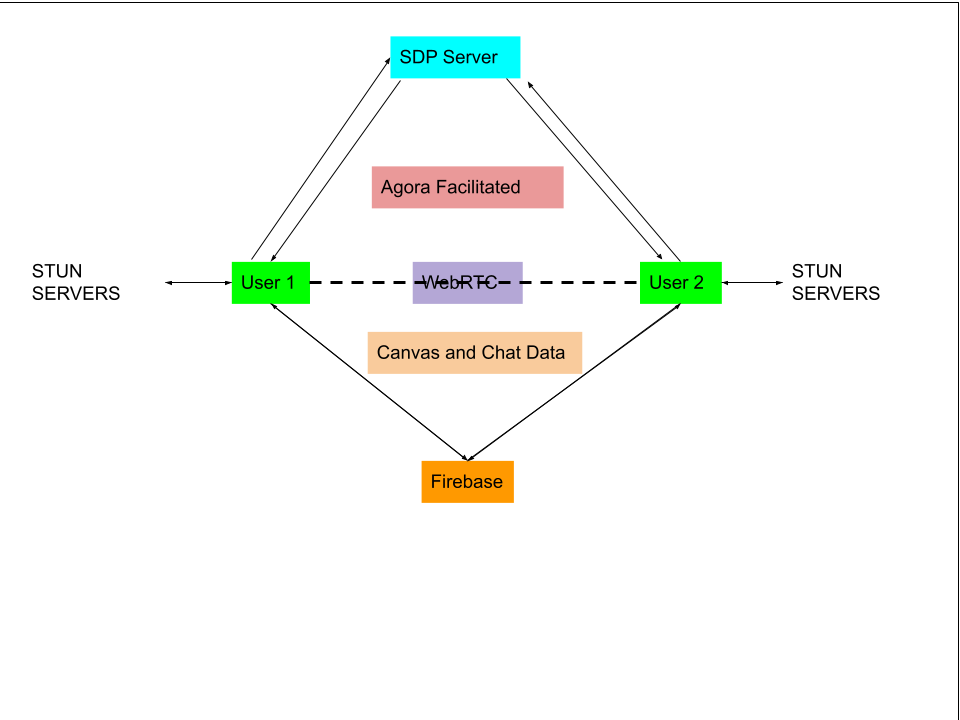 SDP Server
Agora Facilitated
STUN
SERVERS
User 1
WebRTC
User 2
STUN
SERVERS
Canvas and Chat Data
Firebase